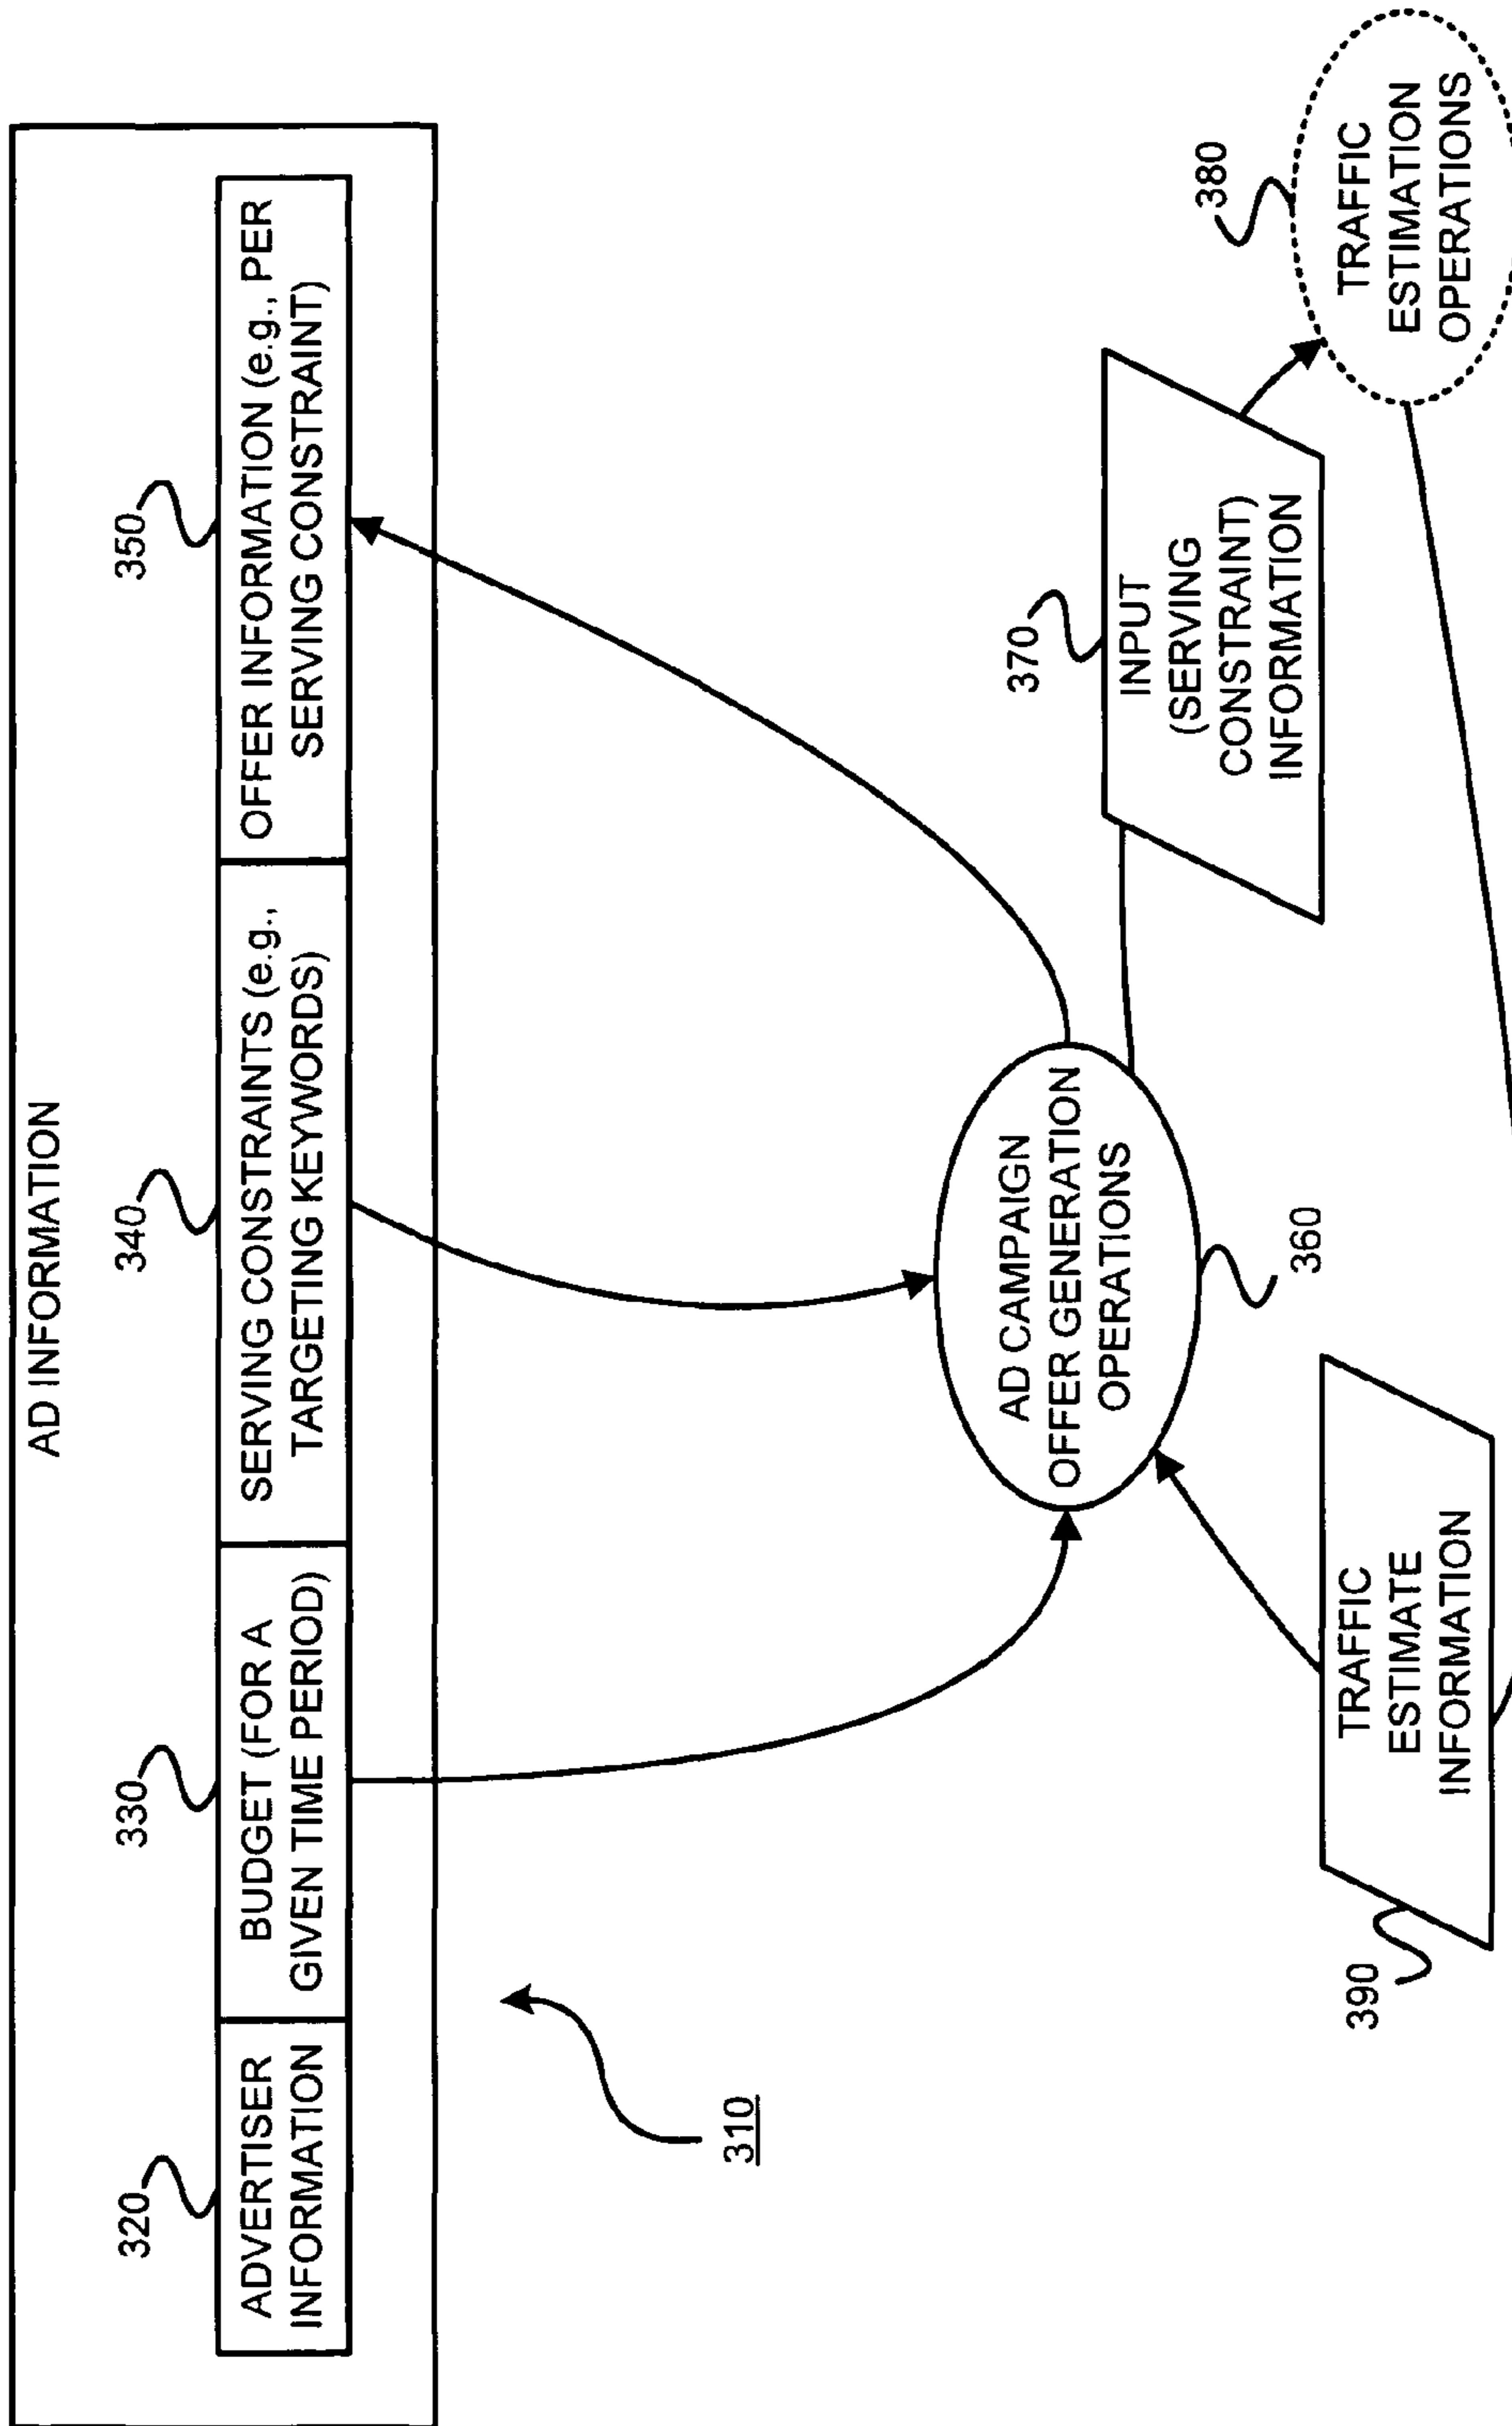 AD INFORMATION
320
330
340
350
ADVERTISER
INFORMATION
BUDGET (FOR A
GIVEN TIME PERIOD)
SERVING CONSTRAINTS (e.g.,
TARGETING KEYWORDS)
OFFER INFORMATION (e.g., PER
SERVING CONSTRAINT)
310
AD CAMPAIGN
OFFER GENERATION
OPERATIONS
360
370
INPUT
(SERVING
CONSTRAINT)
INFORMATION
380
TRAFFIC
ESTIMATION
OPERATIONS
390
TRAFFIC
ESTIMATE
INFORMATION